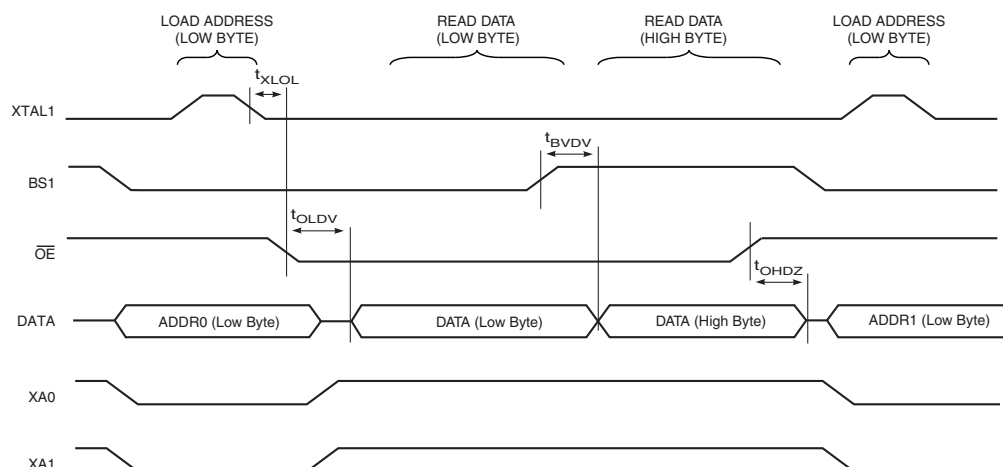 LOAD ADDRESS
(LOW BYTE)
READ DATA
(LOW BYTE)
READ DATA
(HIGH BYTE)
LOAD ADDRESS
(LOW BYTE)
tXLOL
XTAL1
tBVDV
BS1
tOLDV
OE
tOHDZ
DATA
ADDR0 (Low Byte)
DATA (Low Byte)
DATA (High Byte)
ADDR1 (Low Byte)
XA0
XA1